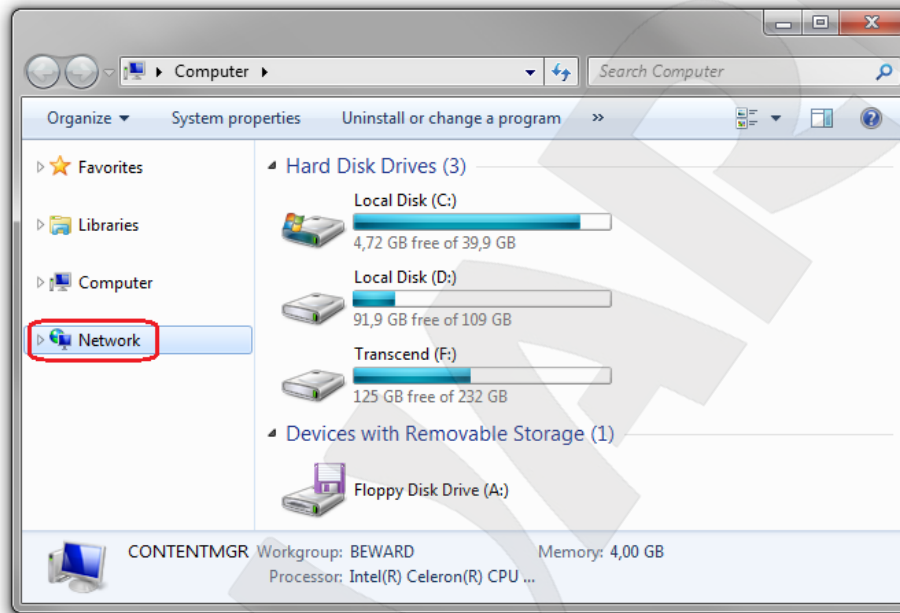 Computer
Search Computer
Organize System properties Uninstall or change a program »
Favorites
Libraries
Computer
Network
Hard Disk Drives (3)
Local Disk (C:)
4,72 GB free of 39,9 GB
Local Disk (D:)
91,9 GB free of 109 GB
Transcend (F:)
125 GB free of 232 GB
Devices with Removable Storage (1)
Floppy Disk Drive (A:)
CONTENTMGR Workgroup: BEWARD Memory: 4,00 GB
Processor: Intel(R) Celeron(R) CPU ...